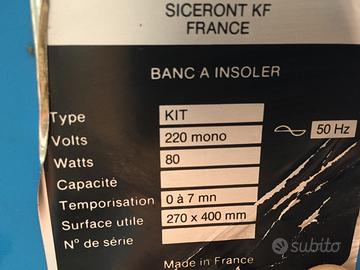 SICERONT KF
FRANCE
BANC A INSOLER
Type KIT
Volts 220 mono 50 Hz
Watts 80
Capacité
Temporisation 0 à 7 mn
Surface utile 270 x 400 mm
N° de série
Made in France
subito